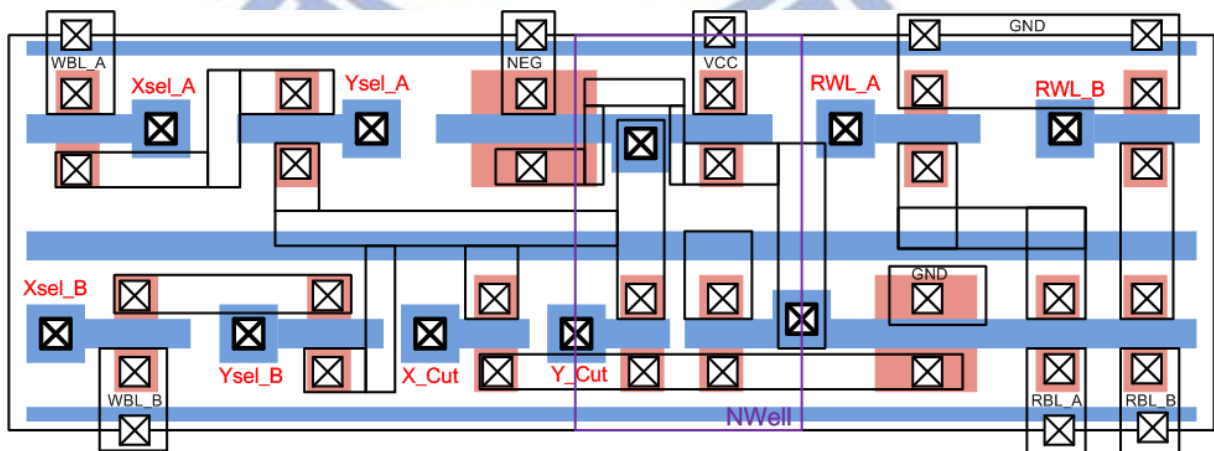 GND
WBL_A
NEG
VCC
Xsel_A
Ysel_A
RWL_A
RWL_B
GND
Xsel_B
Ysel_B
X_Cut
Y_Cut
WBL_B
RBL_A
RBL_B
NWell